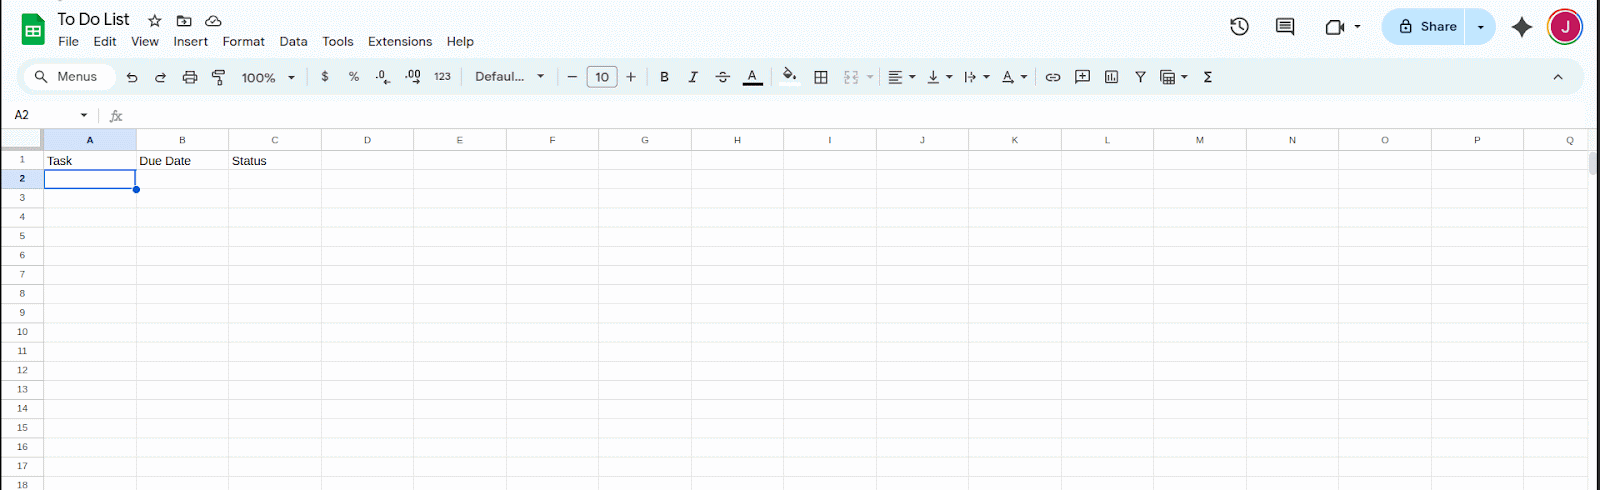 To Do List
File Edit View Insert Format Data Tools Extensions Help
Share
J
Menus 100% $ % .0 .00 123 Defaul... 10 B I A Σ
A2 fx
A B C D E F G H I J K L M N O P Q
1 Task Due Date Status
2
3
4
5
6
7
8
9
10
11
12
13
14
15
16
17
18